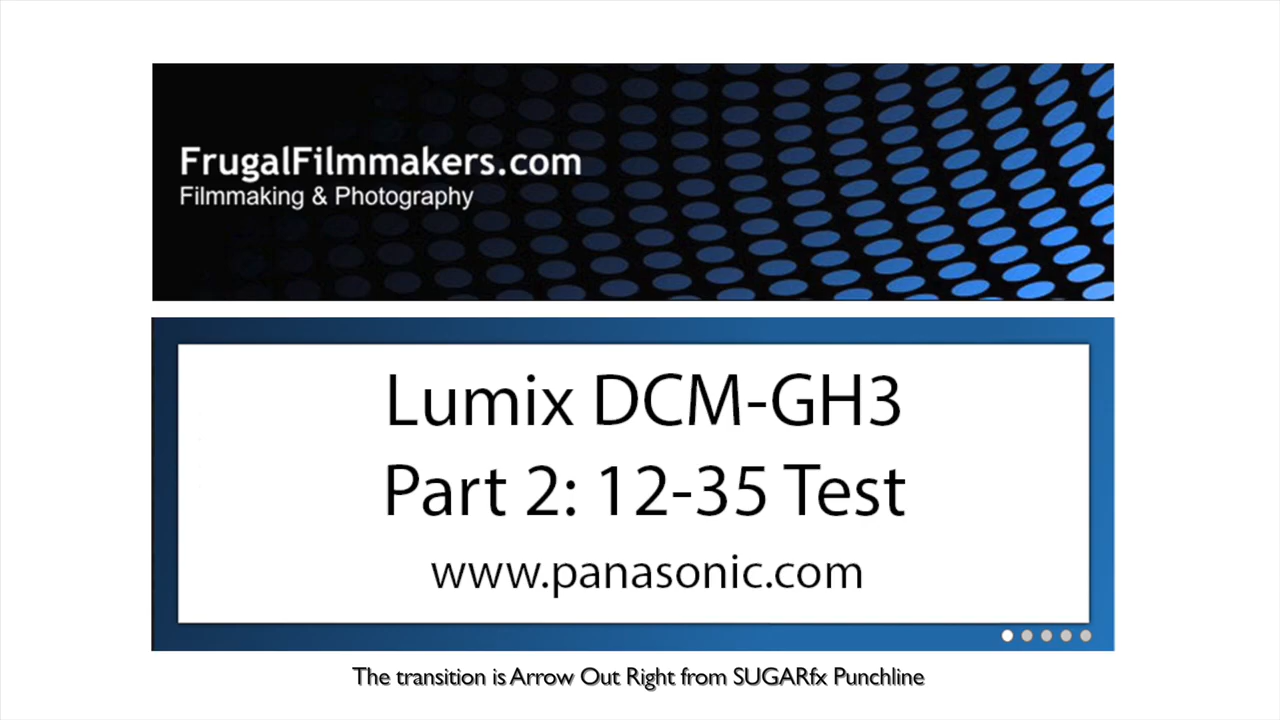 FrugalFilmmakers.com
Filmmaking & Photography
Lumix DCM-GH3
Part 2: 12-35 Test
www.panasonic.com
The transition is Arrow Out Right from SUGARfx Punchline